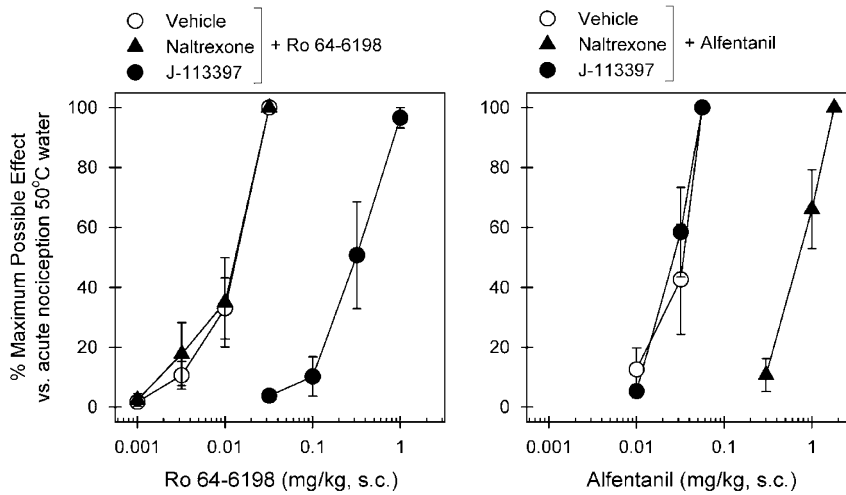 Vehicle
Naltrexone + Ro 64-6198
J-113397
Vehicle
Naltrexone + Alfentanil
J-113397
% Maximum Possible Effect
vs. acute nociception 50°C water
100
80
60
40
20
0
0.001 0.01 0.1 1
Ro 64-6198 (mg/kg, s.c.)
100
80
60
40
20
0
0.001 0.01 0.1 1
Alfentanil (mg/kg, s.c.)